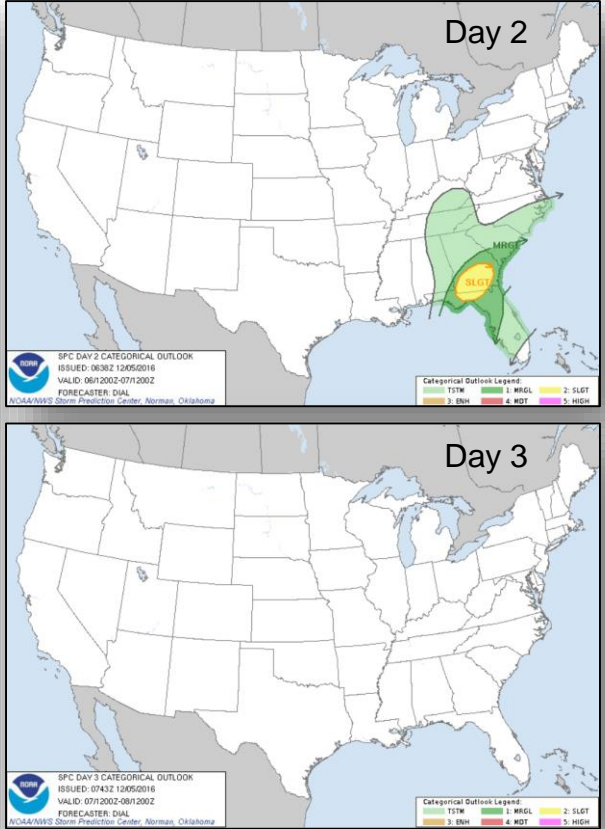 Day 2
MRGL
SLGT
NOAA
SPC DAY 2 CATEGORICAL OUTLOOK
ISSUED: 0638Z 12/05/2016
VALID: 06/1200Z-07/1200Z
FORECASTER: DIAL
NOAA/NWS Storm Prediction Center, Norman, Oklahoma
Categorical Outlook Legend:
TSTM 1: MRGL 2: SLGT
3: ENH 4: MDT 5: HIGH
Day 3
NOAA
SPC DAY 3 CATEGORICAL OUTLOOK
ISSUED: 0743Z 12/05/2016
VALID: 07/1200Z-08/1200Z
FORECASTER: DIAL
NOAA/NWS Storm Prediction Center, Norman, Oklahoma
Categorical Outlook Legend:
TSTM 1: MRGL 2: SLGT
3: ENH 4: MDT 5: HIGH